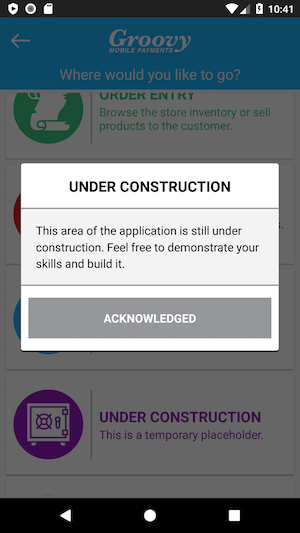 10:41
Groovy
MOBILE PAYMENTS
Where would you like to go?
ORDER ENTRY
Browse the store inventory or sell
products to the customer.
UNDER CONSTRUCTION
This area of the application is still under
construction. Feel free to demonstrate your
skills and build it.
ACKNOWLEDGED
UNDER CONSTRUCTION
This is a temporary placeholder.